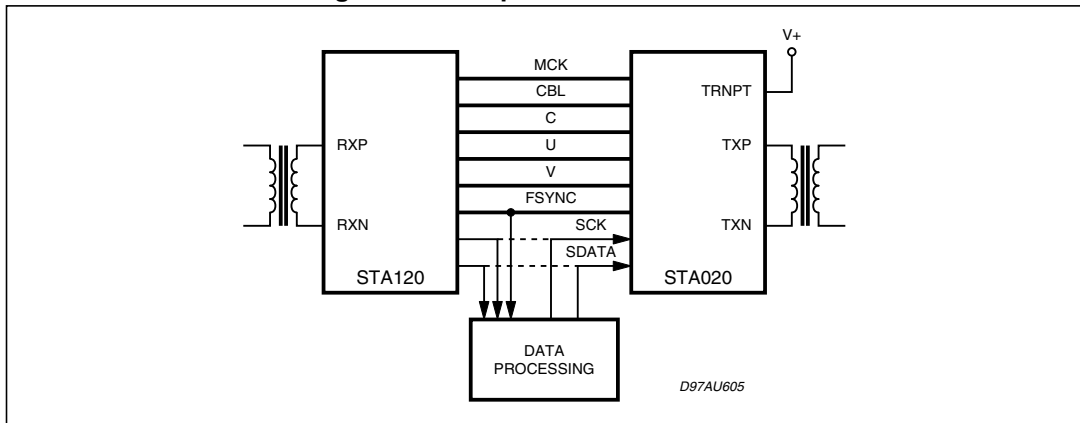 V+
MCK
CBL
TRNPT
C
RXP
U
TXP
V
FSYNC
RXN
SCK
TXN
SDATA
STA120
STA020
DATA
PROCESSING
D97AU605